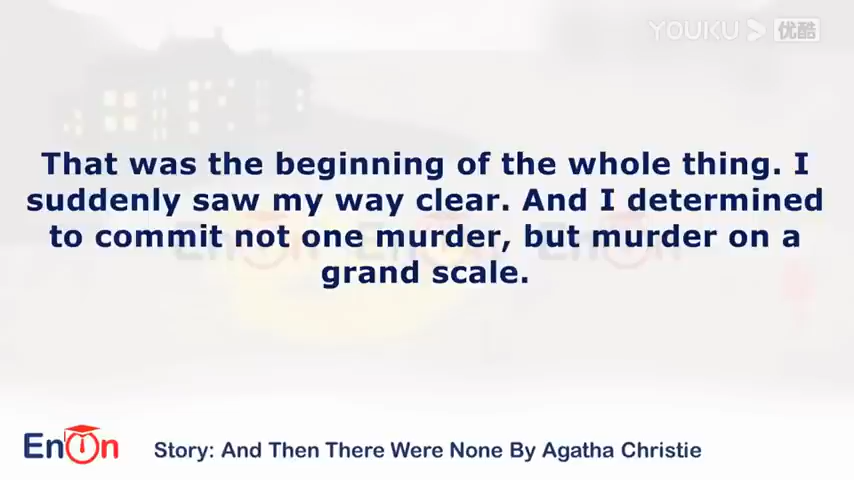 YOUKU 优酷
That was the beginning of the whole thing. I
suddenly saw my way clear. And I determined
to commit not one murder, but murder on a
grand scale.
EnOn
Story: And Then There Were None By Agatha Christie